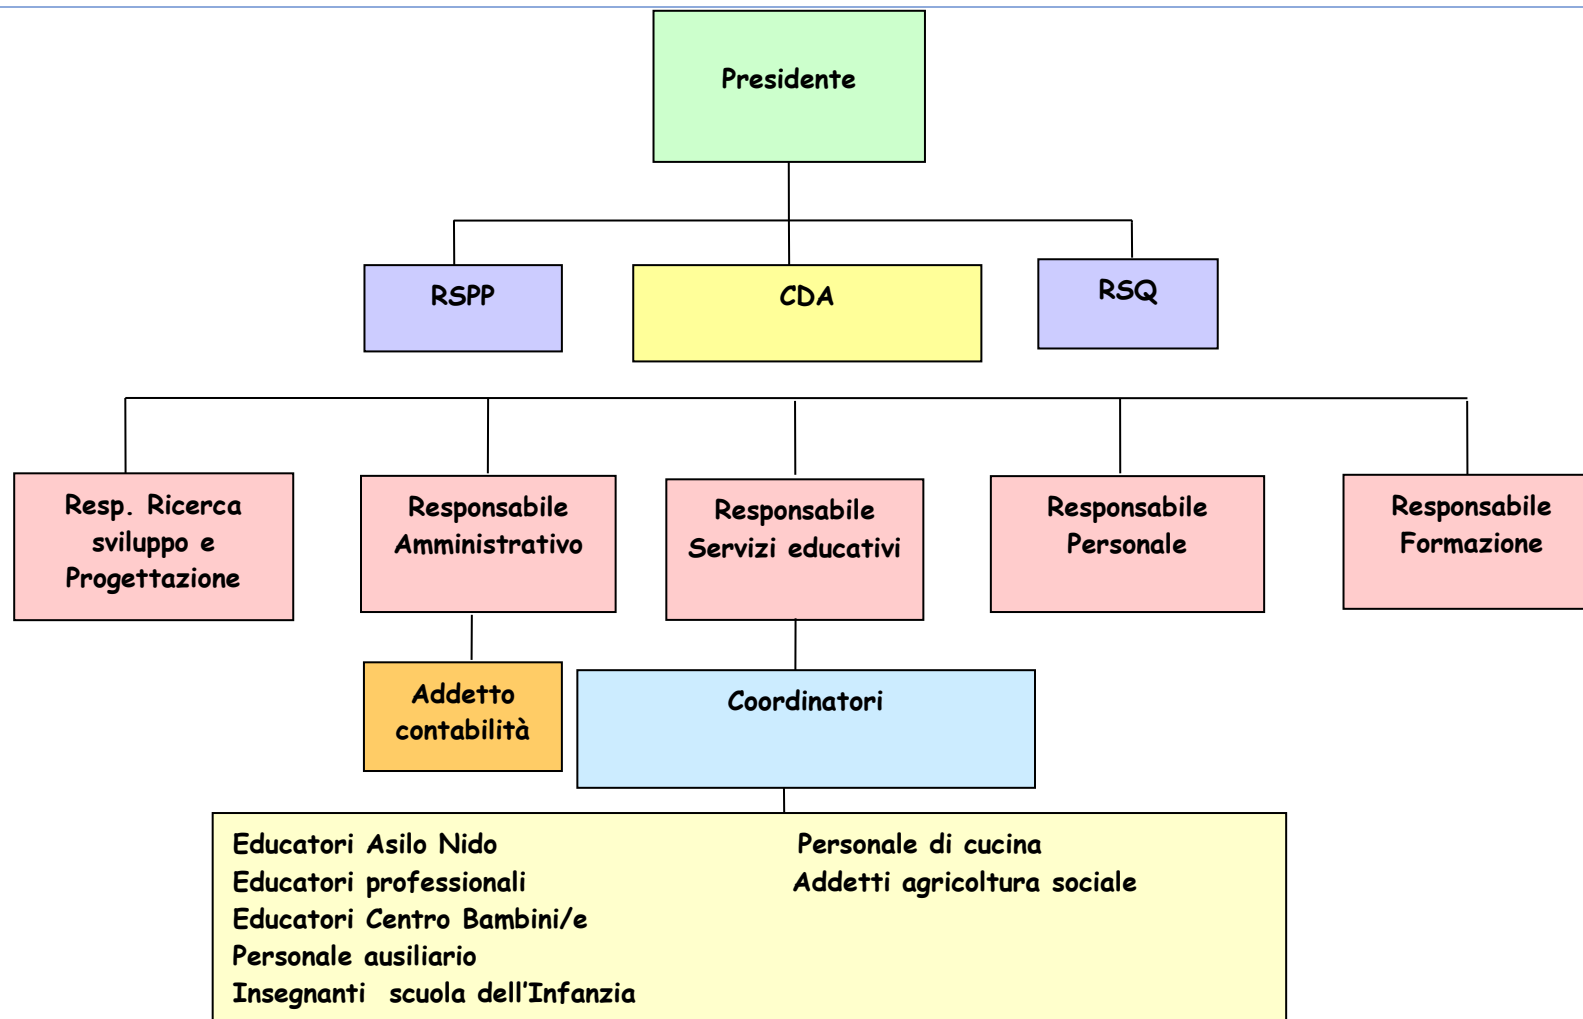 Presidente
RSPP
CDA
RSQ
Resp. Ricerca
sviluppo e
Progettazione
Responsabile
Amministrativo
Responsabile
Servizi educativi
Responsabile
Personale
Responsabile
Formazione
Addetto
contabilità
Coordinatori
Educatori Asilo Nido
Educatori professionali
Educatori Centro Bambini/e
Personale ausiliario
Insegnanti scuola dell'Infanzia
Personale di cucina
Addetti agricoltura sociale